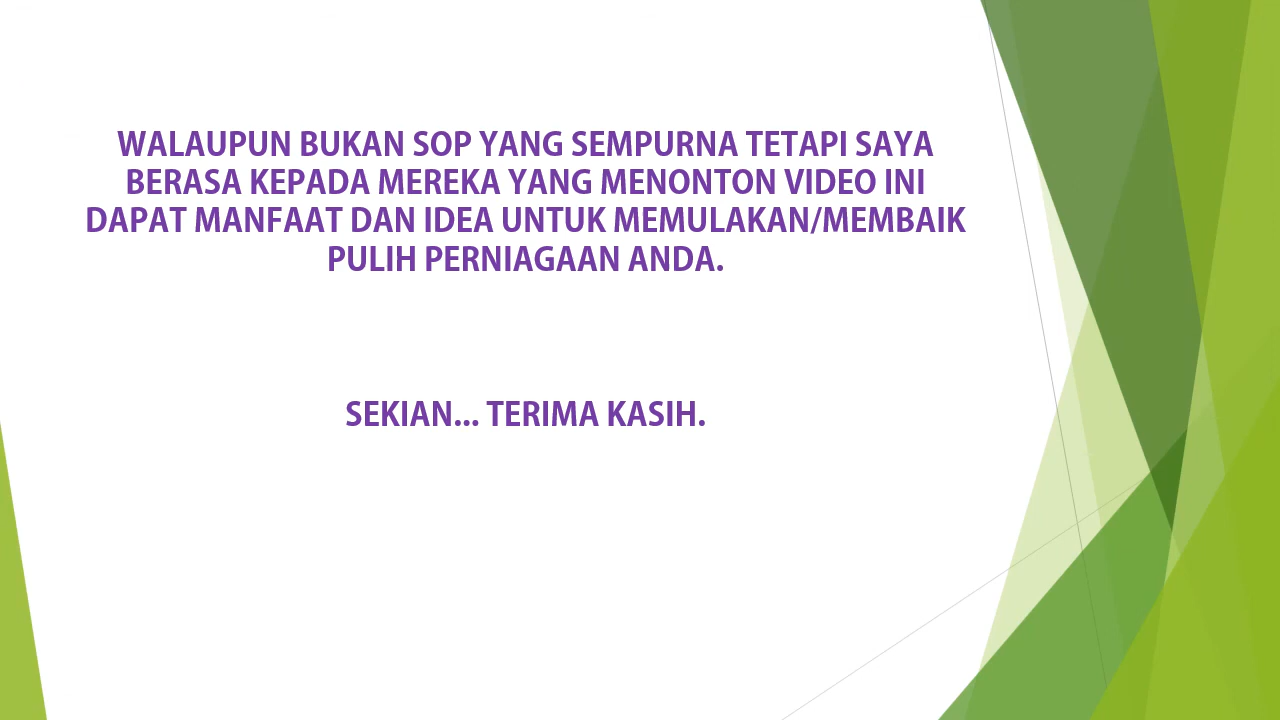 WALAUPUN BUKAN SOP YANG SEMPURNA TETAPI SAYA
BERASA KEPADA MEREKA YANG MENONTON VIDEO INI
DAPAT MANFAAT DAN IDEA UNTUK MEMULAKAN/MEMBAIK
PULIH PERNIAGAAN ANDA.
SEKIAN... TERIMA KASIH.